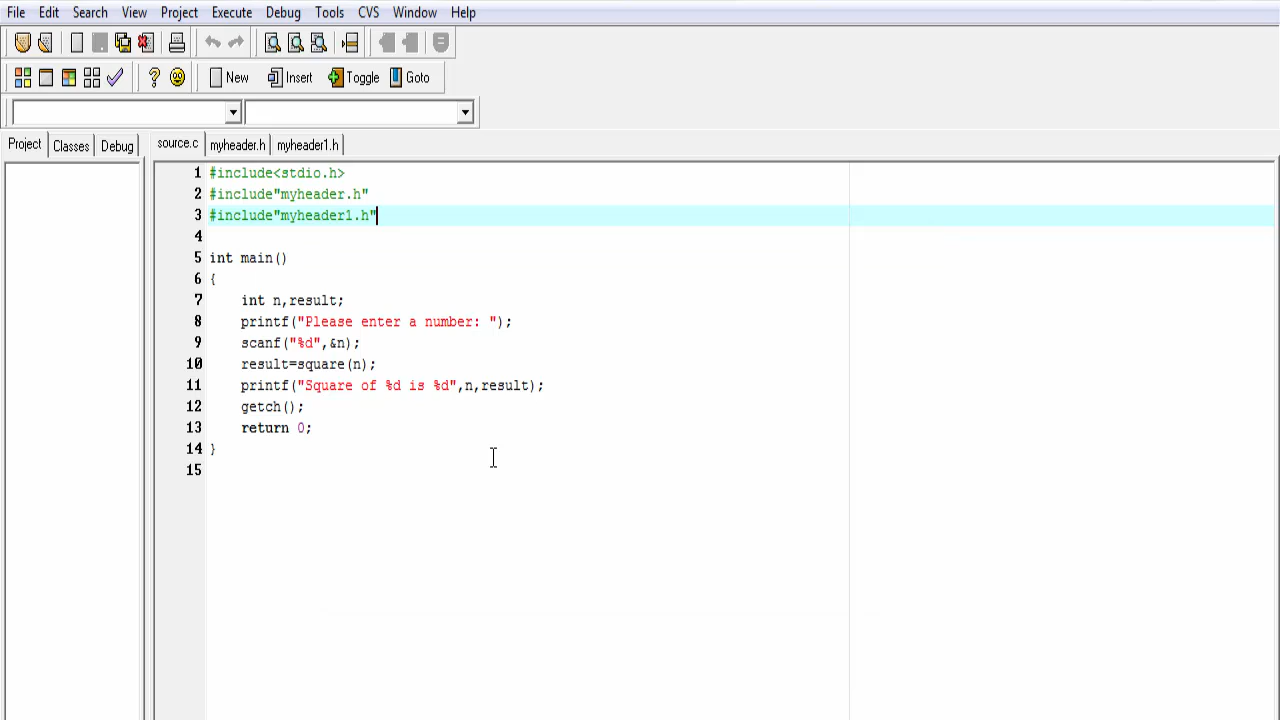 File Edit Search View Project Execute Debug Tools CVS Window Help
New Insert Toggle Goto
Project Classes Debug source.c myheader.h myheader1.h
1 #include<stdio.h>
2 #include"myheader.h"
3 #include"myheader1.h"
4
5 int main()
6 {
7 int n,result;
8 printf("Please enter a number: ");
9 scanf("%d",&n);
10 result=square(n);
11 printf("Square of %d is %d",n,result);
12 getch();
13 return 0;
14 }
15